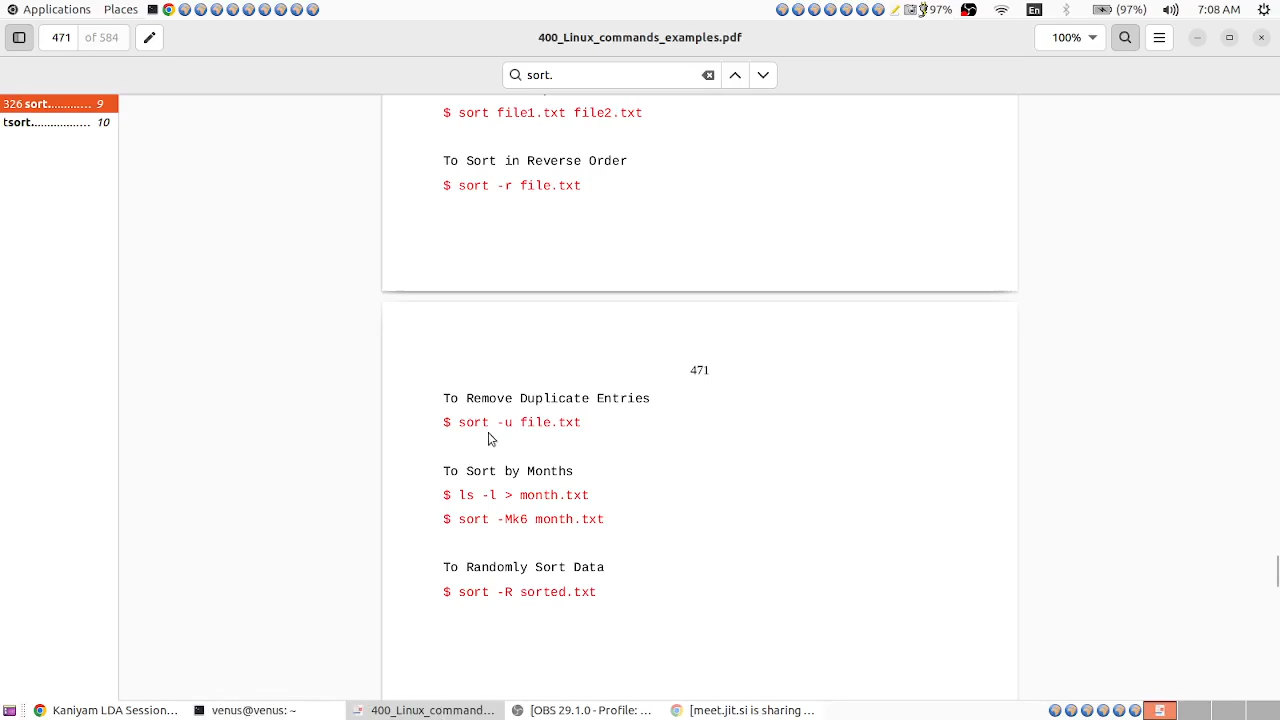 Applications Places 97% En (97%) 7:08 AM
471 of 584 400_Linux_commands_examples.pdf 100%
sort.
326 sort............. 9
tsort.................. 10
$ sort file1.txt file2.txt
To Sort in Reverse Order
$ sort -r file.txt
471
To Remove Duplicate Entries
$ sort -u file.txt
To Sort by Months
$ ls -l > month.txt
$ sort -Mk6 month.txt
To Randomly Sort Data
$ sort -R sorted.txt
Kaniyam LDA Session... venus@venus: ~ 400_Linux_command... [OBS 29.1.0 - Profile: ... [meet.jit.si is sharing ...